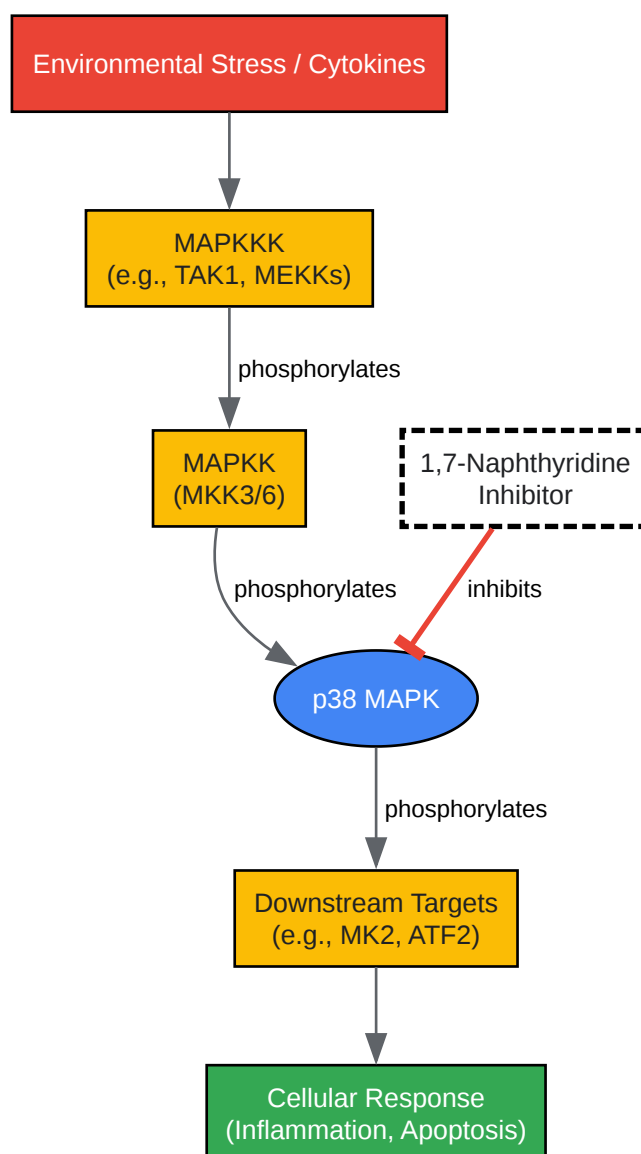 Environmental Stress / Cytokines
MAPKKK
(e.g., TAK1, MEKKs)
phosphorylates
MAPKK
(MKK3/6)
1,7-Naphthyridine
Inhibitor
phosphorylates
inhibits
p38 MAPK
phosphorylates
Downstream Targets
(e.g., MK2, ATF2)
Cellular Response
(Inflammation, Apoptosis)